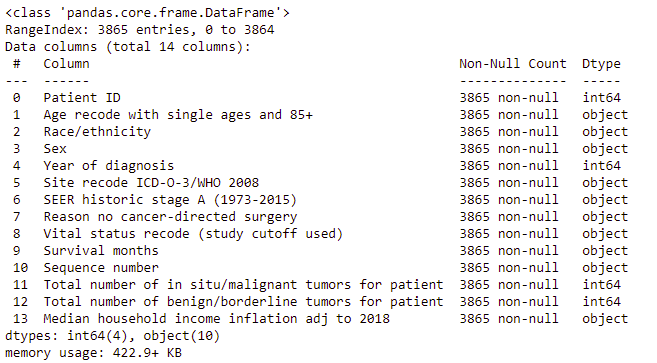 <class 'pandas.core.frame.DataFrame'>
RangeIndex: 3865 entries, 0 to 3864
Data columns (total 14 columns):
 #   Column                                              Non-Null Count  Dtype
---  ------                                              --------------  -----
 0   Patient ID                                          3865 non-null   int64
 1   Age recode with single ages and 85+                 3865 non-null   object
 2   Race/ethnicity                                      3865 non-null   object
 3   Sex                                                 3865 non-null   object
 4   Year of diagnosis                                   3865 non-null   int64
 5   Site recode ICD-O-3/WHO 2008                        3865 non-null   object
 6   SEER historic stage A (1973-2015)                   3865 non-null   object
 7   Reason no cancer-directed surgery                   3865 non-null   object
 8   Vital status recode (study cutoff used)             3865 non-null   object
 9   Survival months                                     3865 non-null   object
 10  Sequence number                                     3865 non-null   object
 11  Total number of in situ/malignant tumors for patient  3865 non-null   int64
 12  Total number of benign/borderline tumors for patient  3865 non-null   int64
 13  Median household income inflation adj to 2018       3865 non-null   object
dtypes: int64(4), object(10)
memory usage: 422.9+ KB